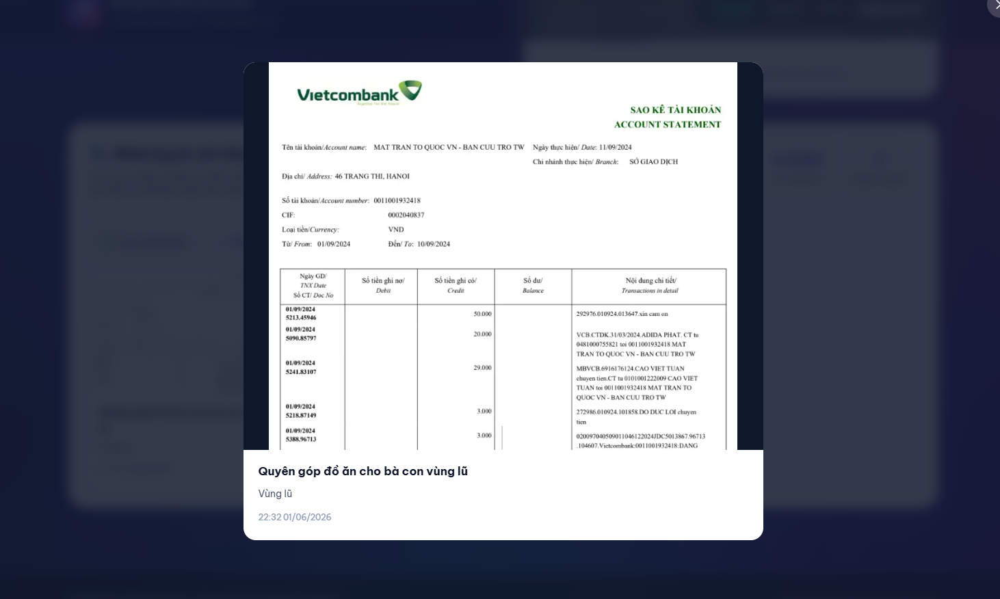 Vietcombank
Together for the future
SAO KÊ TÀI KHOẢN
ACCOUNT STATEMENT
Tên tài khoản/Account name: MAT TRAN TO QUOC VN - BAN CUU TRO TW Ngày thực hiện/ Date: 11/09/2024
Chi nhánh thực hiện/ Branch: SỞ GIAO DỊCH
Địa chỉ/ Address: 46 TRANG THI, HANOI
Số tài khoản/Account number: 0011001932418
CIF: 0002040837
Loại tiền/Currency: VND
Từ/ From: 01/09/2024 Đến/ To: 10/09/2024
Ngày GD/
TNX Date
Số CT/ Doc No
Số tiền ghi nợ/
Debit
Số tiền ghi có/
Credit
Số dư/
Balance
Nội dung chi tiết/
Transactions in detail
01/09/2024
5213.45946
50.000
292976.010924.013647.xin cam on
01/09/2024
5090.85797
20.000
VCB.CTDK.31/03/2024.ADIDA PHAT. CT tu
0481000755821 toi 0011001932418 MAT
TRAN TO QUOC VN - BAN CUU TRO TW
01/09/2024
5241.83107
29.000
MBVCB.6916176124.CAO VIET TUAN
chuyen tien.CT tu 0101001222009 CAO VIET
TUAN toi 0011001932418 MAT TRAN TO
QUOC VN - BAN CUU TRO TW
01/09/2024
5218.87149
3.000
272986.010924.101858.DO DUC LOI chuyen
tien
01/09/2024
5388.96713
3.000
020097040509011046122024JDC5013867.96713
.104607.Vietcombank:0011001932418:DANG
Quyên góp đồ ăn cho bà con vùng lũ
Vùng lũ
22:32 01/06/2026